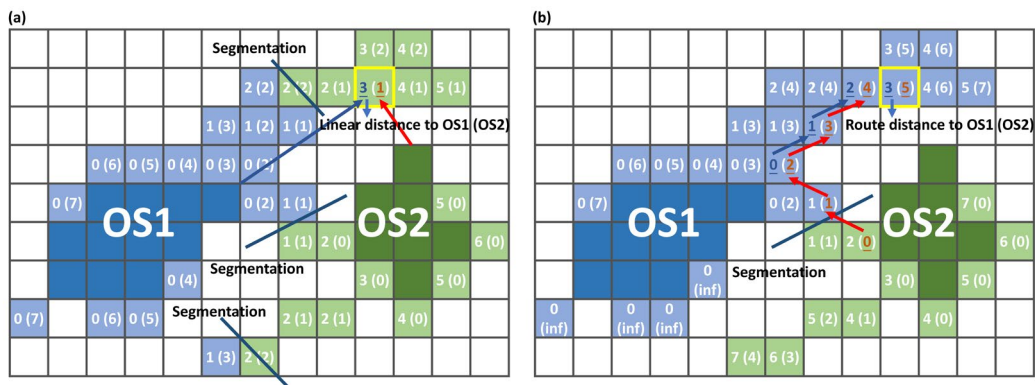 (a)
Segmentation
3 (2) 4 (2)
2 (2) 2 (2) 2 (1) 3 (1) 4 (1) 5 (1)
1 (3) 1 (2) 1 (1) Linear distance to OS1 (OS2)
0 (6) 0 (5) 0 (4) 0 (3) 0 (2)
0 (7) OS1 0 (2) 1 (1) OS2 5 (0)
1 (1) 2 (0) 6 (0)
0 (4) Segmentation 3 (0) 5 (0)
0 (7) 0 (6) 0 (5) Segmentation 2 (1) 2 (1) 4 (0)
1 (3) 2 (2)
(b)
3 (5) 4 (6)
2 (4) 2 (4) 2 (4) 3 (5) 4 (6) 5 (7)
1 (3) 1 (3) 1 (3) Route distance to OS1 (OS2)
0 (6) 0 (5) 0 (4) 0 (3) 0 (2)
0 (7) OS1 0 (2) 1 (1) OS2 7 (0)
1 (1) 2 (0) 6 (0)
0 (inf) Segmentation 3 (0) 5 (0)
0 (inf) 0 (inf) 0 (inf) 5 (2) 4 (1) 4 (0)
7 (4) 6 (3)